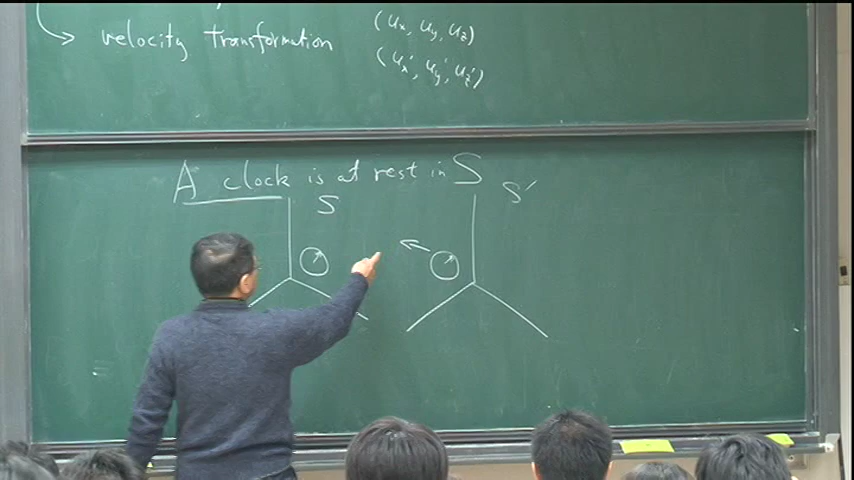 velocity transformation (ux, uy, uz)
(ux', uy', uz')
A clock is at rest in S
S S'